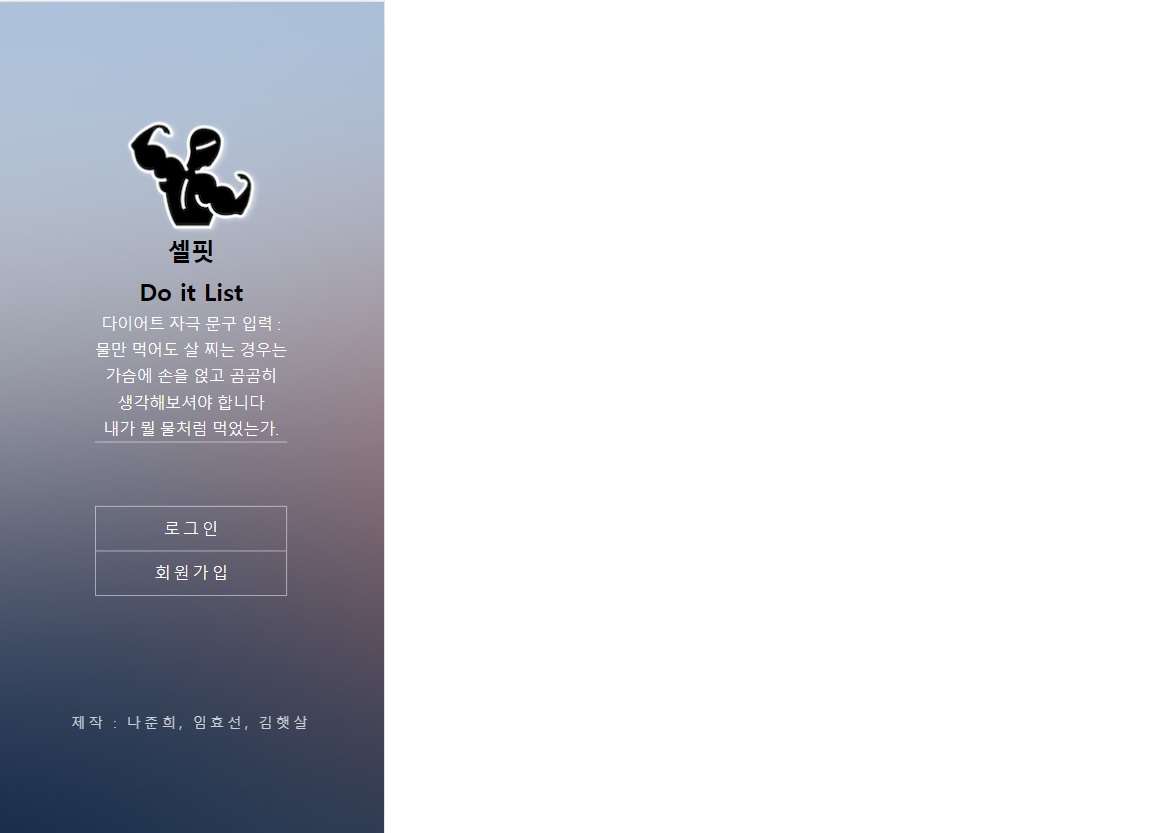 셀핏
Do it List
다이어트 자극 문구 입력 :
물만 먹어도 살 찌는 경우는
가슴에 손을 얹고 곰곰히
생각해보셔야 합니다
내가 뭘 물처럼 먹었는가.
로그인
회원가입
제작 : 나준희, 임효선, 김햇살